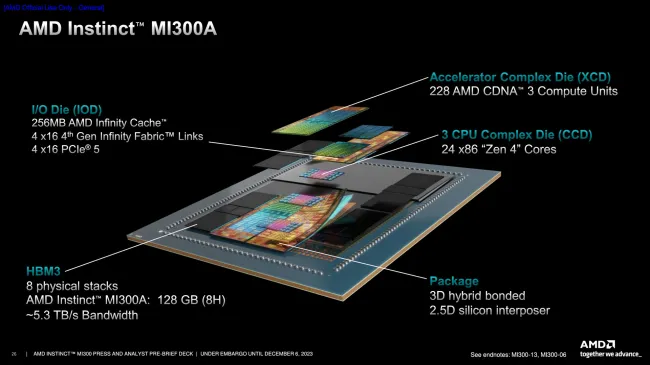 [AMD Official Use Only - General]
AMD Instinct™ MI300A
Accelerator Complex Die (XCD)
228 AMD CDNA™ 3 Compute Units
I/O Die (IOD)
256MB AMD Infinity Cache™
4 x16 4th Gen Infinity Fabric™ Links
4 x16 PCIe® 5
3 CPU Complex Die (CCD)
24 x86 “Zen 4” Cores
HBM3
8 physical stacks
AMD Instinct™ MI300A: 128 GB (8H)
~5.3 TB/s Bandwidth
Package
3D hybrid bonded
2.5D silicon interposer
26 | AMD INSTINCT™ MI300 PRESS AND ANALYST PRE-BRIEF DECK | UNDER EMBARGO UNTIL DECEMBER 6, 2023
See endnotes: MI300-13, MI300-06
AMD
together we advance_